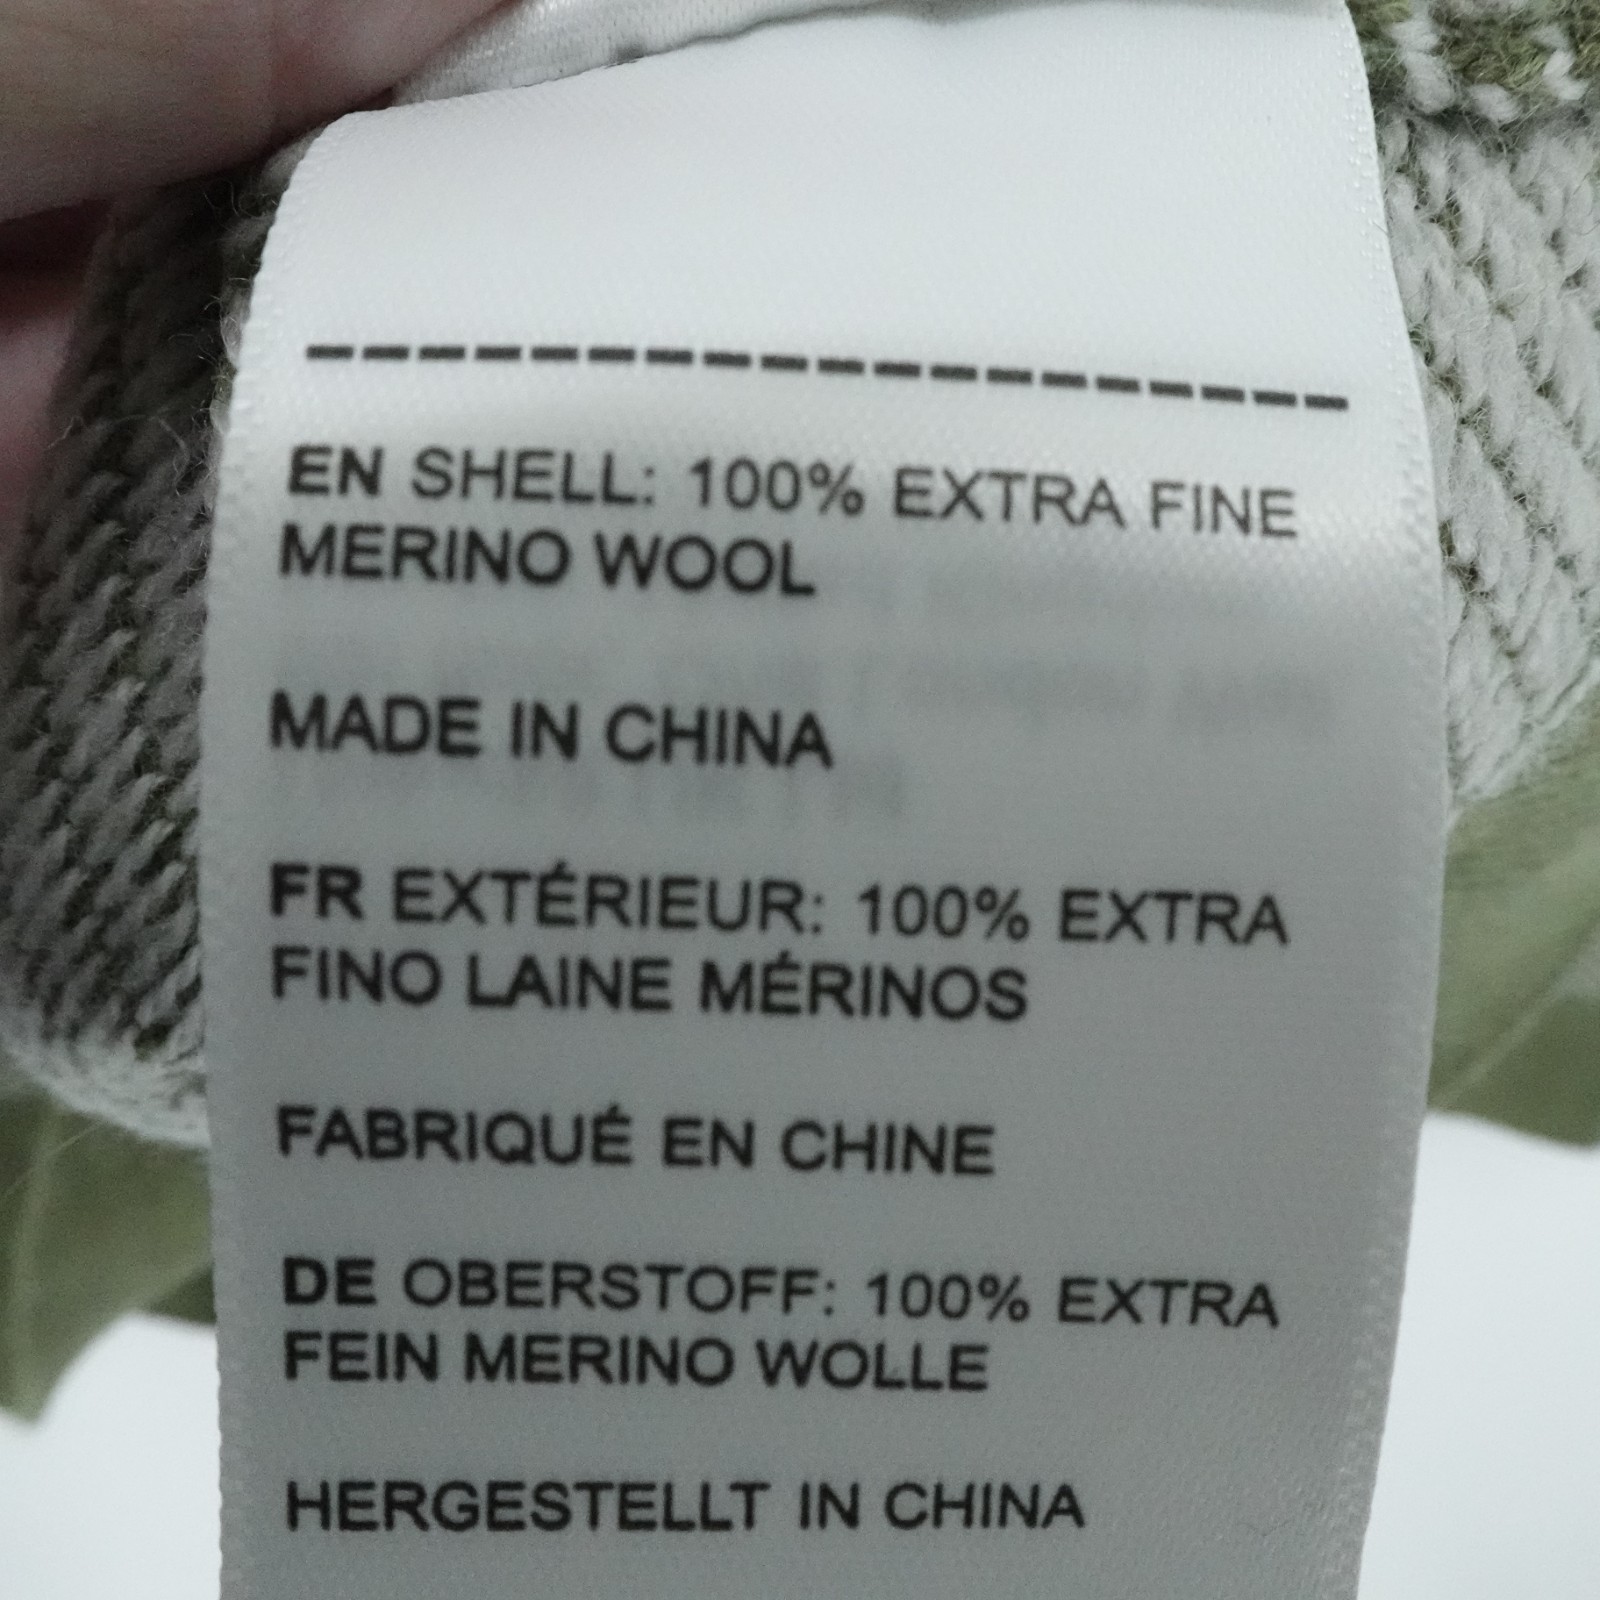 EN SHELL: 100% EXTRA FINE
MERINO WOOL
MADE IN CHINA
FR EXTÉRIEUR: 100% EXTRA
FINO LAINE MÉRINOS
FABRIQUÉ EN CHINE
DE OBERSTOFF: 100% EXTRA
FEIN MERINO WOLLE
HERGESTELLT IN CHINA